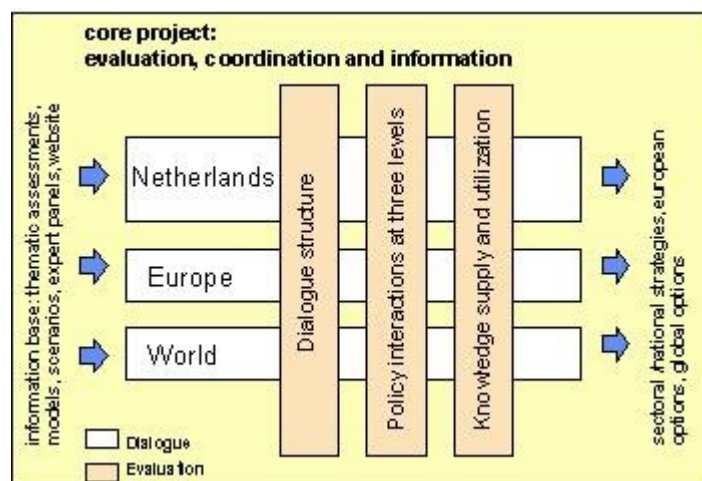 core project:
evaluation, coordination and information
information base: thematic assessments,
models, scenarios, expert panels, website
Netherlands
Europe
World
Dialogue structure
Policy interactions at three levels
Knowledge supply and utilization
sectoral /national strategies, european
options, global options
Dialogue
Evaluation